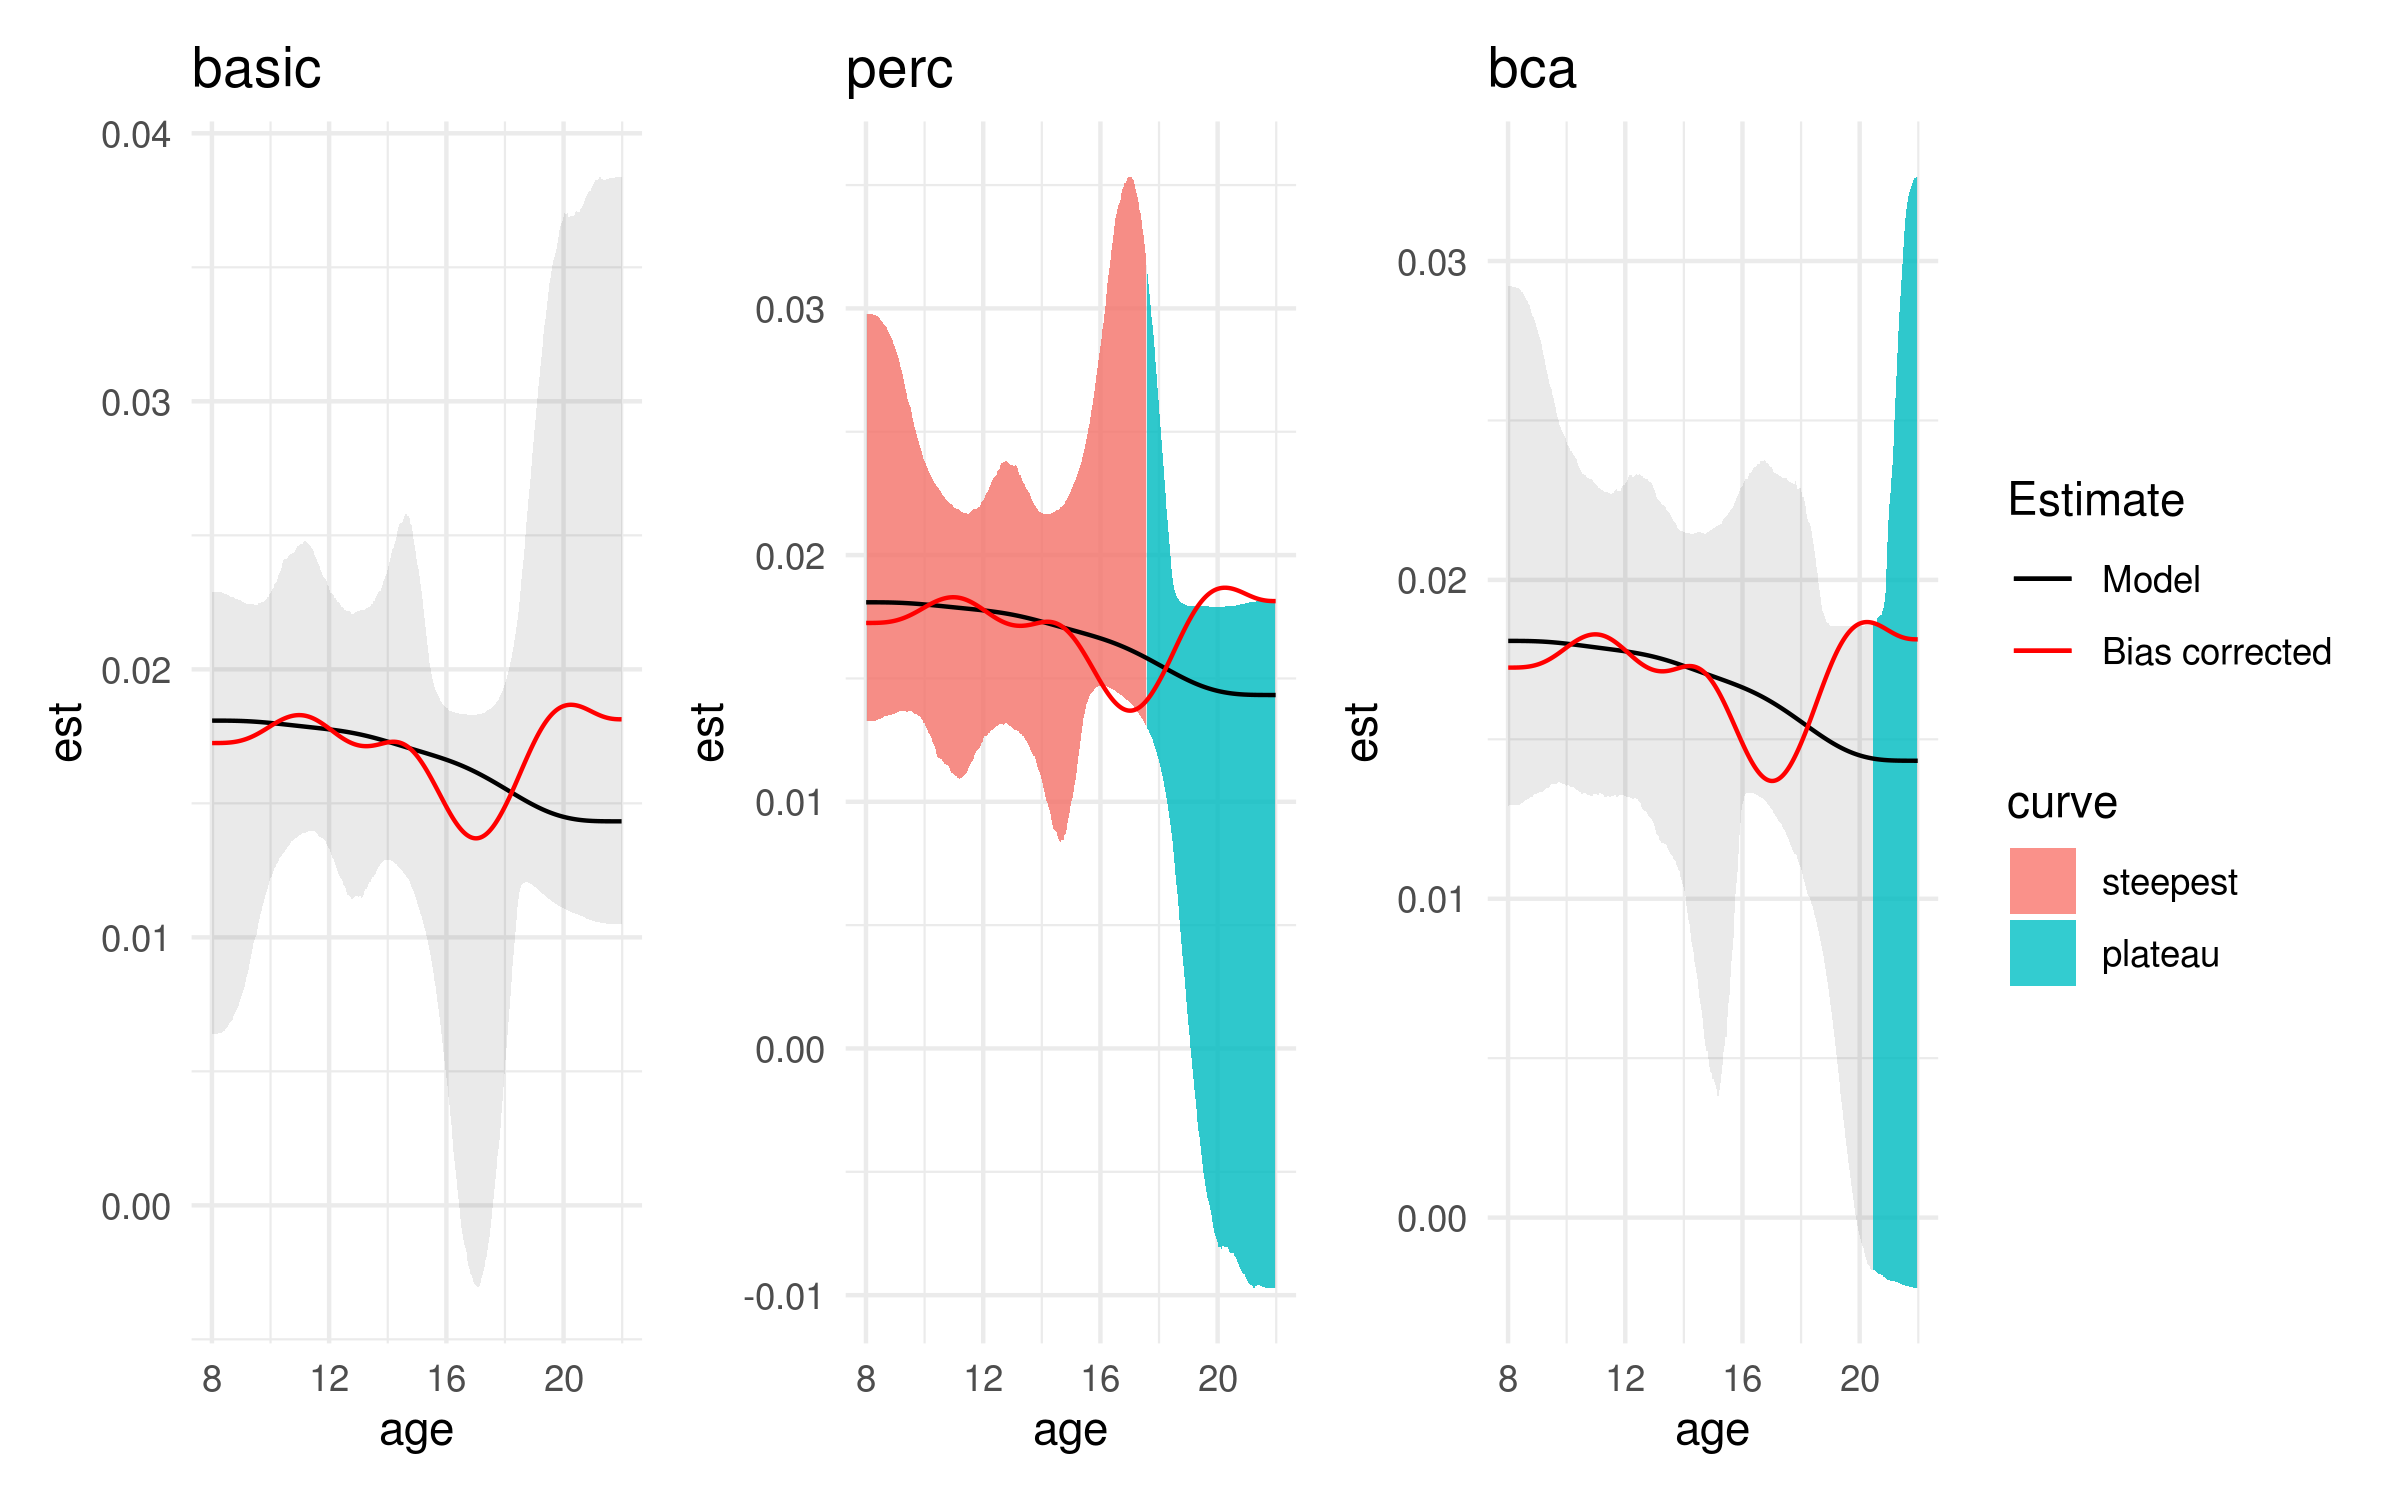 basic
0.04
0.03
0.02
0.01
0.00
est
8 12 16 20
age
perc
0.03
0.02
0.01
0.00
-0.01
est
8 12 16 20
age
bca
0.03
0.02
0.01
0.00
est
8 12 16 20
age
Estimate
Model
Bias corrected
curve
steepest
plateau